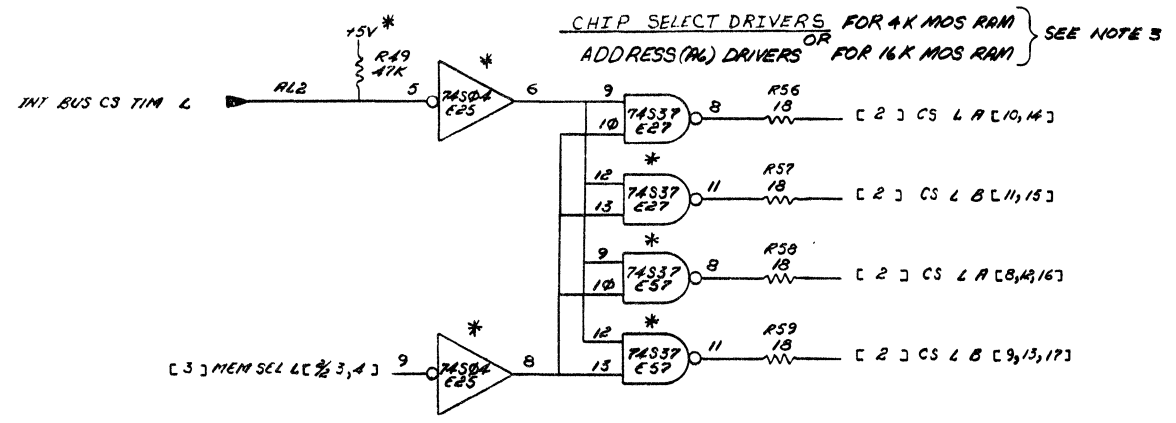 CHIP SELECT DRIVERS FOR 4K MOS RAM
OR
ADDRESS(A6) DRIVERS FOR 16K MOS RAM
SEE NOTE 3
+5V *
R49
47K
*
INT BUS C3 TIM L
AL2
5
74S04
E25
6
9
10
74S37
E27
8
R56
18
[ 2 ] CS L A [10,14]
*
12
13
74S37
E27
11
R57
18
[ 2 ] CS L B [11,15]
*
9
10
74S37
E57
8
R58
18
[ 2 ] CS L A [8,12,16]
*
12
13
74S37
E57
11
R59
18
[ 2 ] CS L B [9,13,17]
*
[3] MEM SEL L [ 3,4 ]
9
74S04
E25
8